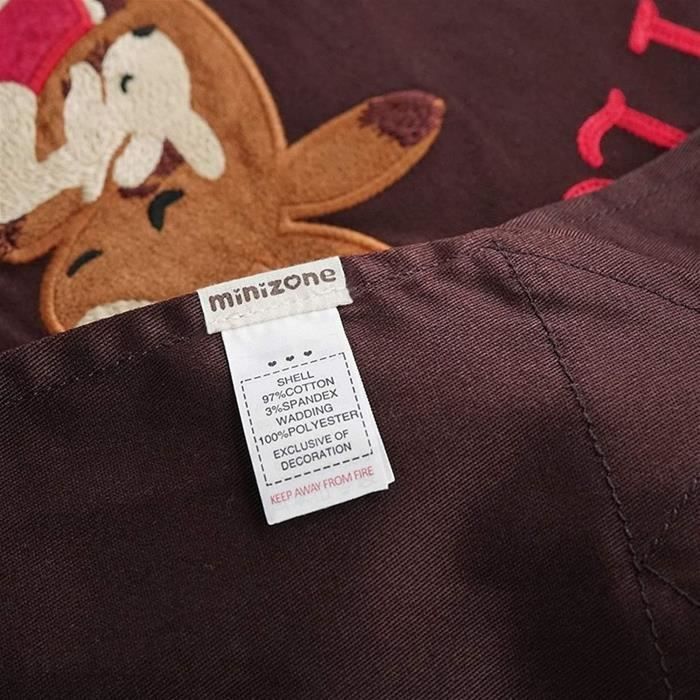 minizone
SHELL
97%COTTON
3%SPANDEX
WADDING
100%POLYESTER
EXCLUSIVE OF
DECORATION
KEEP AWAY FROM FIRE